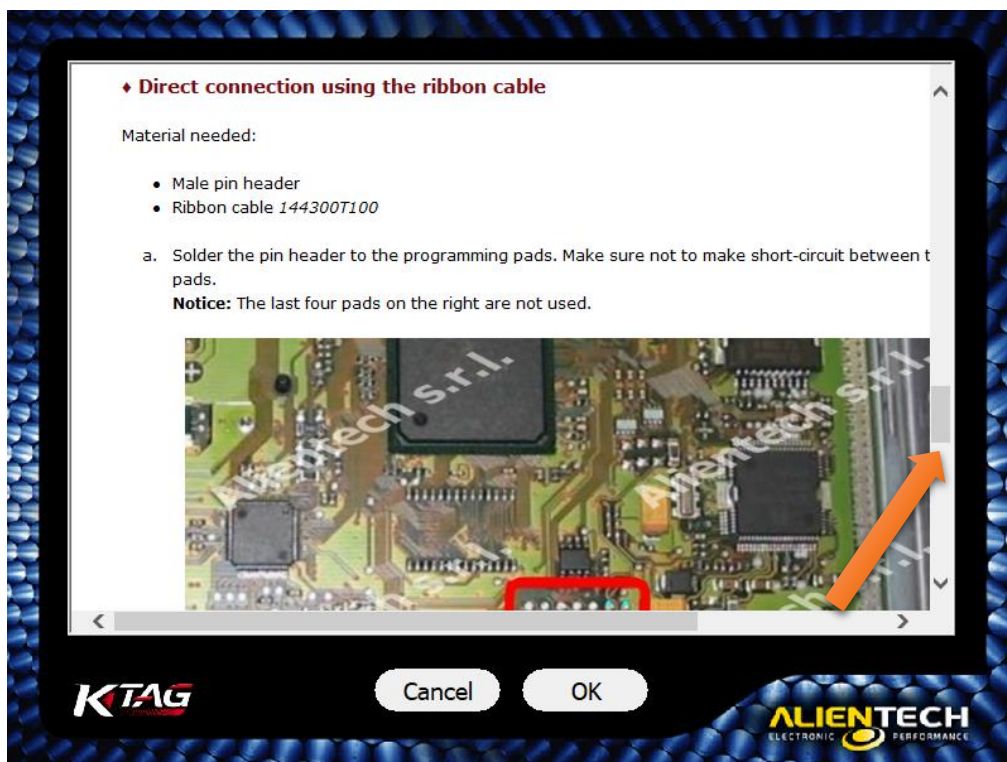 ♦ Direct connection using the ribbon cable
Material needed:
• Male pin header
• Ribbon cable 144300T100
a. Solder the pin header to the programming pads. Make sure not to make short-circuit between t
pads.
Notice: The last four pads on the right are not used.
Alientech s.r.l.
Alientech s.r.l.
s.r.l.
ch s.r.l.
KTAG
Cancel
OK
ALIENTECH
ELECTRONIC PERFORMANCE